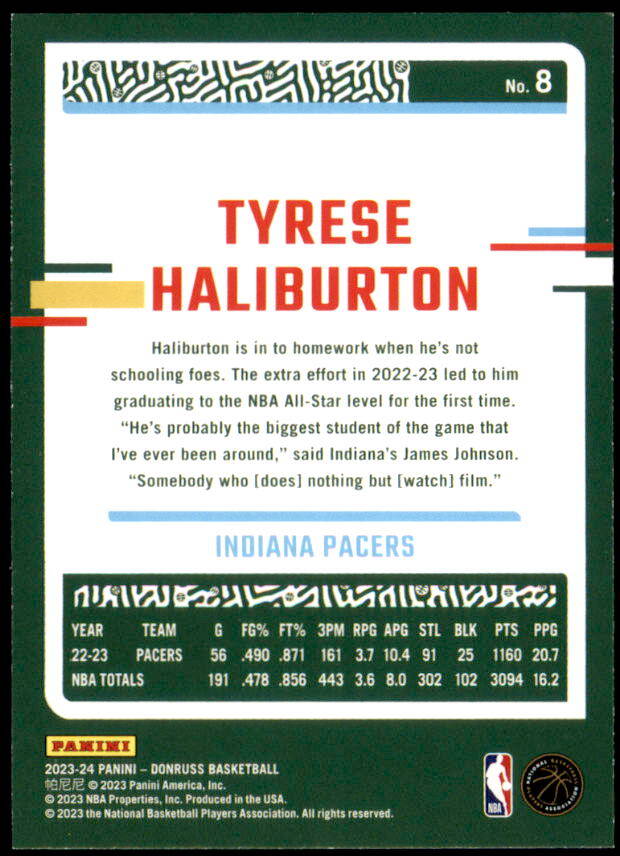 No. 8
TYRESE
HALIBURTON
Haliburton is in to homework when he's not
schooling foes. The extra effort in 2022-23 led to him
graduating to the NBA All-Star level for the first time.
“He's probably the biggest student of the game that
I've ever been around,” said Indiana's James Johnson.
“Somebody who [does] nothing but [watch] film.”
INDIANA PACERS
YEAR TEAM G FG% FT% 3PM RPG APG STL BLK PTS PPG
22-23 PACERS 56 .490 .871 161 3.7 10.4 91 25 1160 20.7
NBA TOTALS 191 .478 .856 443 3.6 8.0 302 102 3094 16.2
PANINI
2023-24 PANINI – DONRUSS BASKETBALL
帕尼尼 © 2023 Panini America, Inc.
© 2023 NBA Properties, Inc. Produced in the USA.
© 2023 the National Basketball Players Association. All rights reserved.
NBA
NATIONAL BASKETBALL PLAYERS ASSOCIATION